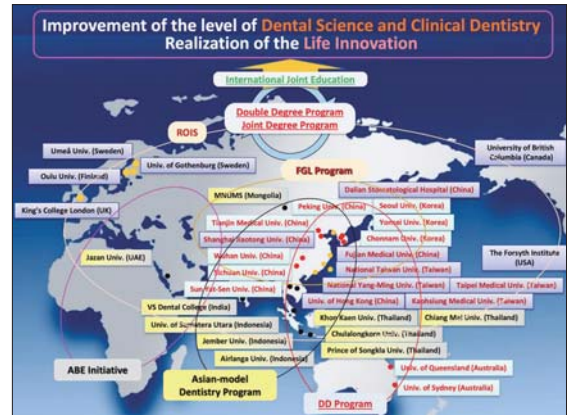 Improvement of the level of Dental Science and Clinical Dentistry
Realization of the Life Innovation
International Joint Education
Double Degree Program
Joint Degree Program
ROIS
FGL Program
Umeå Univ. (Sweden)
Univ. of Gothenburg (Sweden)
Oulu Univ. (Finland)
King's College London (UK)
University of British
Columbia (Canada)
The Forsyth Institute
(USA)
MNUMS (Mongolia)
Dalian Stomatological Hospital (China)
Peking Univ. (China)
Seoul Univ. (Korea)
Tianjin Medical Univ. (China)
Yonsei Univ. (Korea)
Shanghai Jiaotong Univ. (China)
Chonnam Univ. (Korea)
Wuhan Univ. (China)
Fujian Medical Univ. (China)
Jazan Univ. (UAE)
Sichuan Univ. (China)
National Taiwan Univ. (Taiwan)
Sun Yat-Sen Univ. (China)
National Yang-Ming Univ. (Taiwan)
Taipei Medical Univ. (Taiwan)
VS Dental College (India)
Univ. of Hong Kong (China)
Kaohsiung Medical Univ. (Taiwan)
Univ. of Sumatera Utara (Indonesia)
Khon Kaen Univ. (Thailand)
Chiang Mai Univ. (Thailand)
Jember Univ. (Indonesia)
Chulalongkorn Univ. (Thailand)
Airlanga Univ. (Indonesia)
Prince of Songkla Univ. (Thailand)
ABE Initiative
Asian-model
Dentistry Program
DD Program
Univ. of Queensland (Australia)
Univ. of Sydney (Australia)